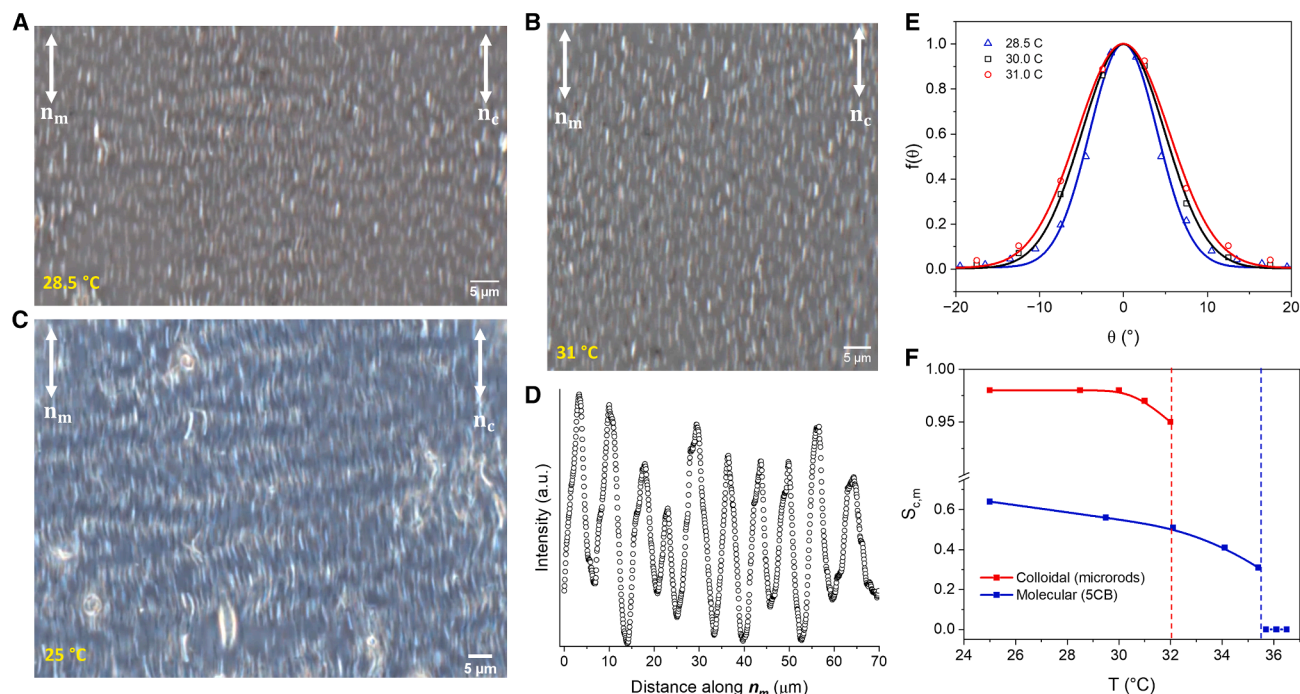 A
n_m
n_c
28.5 °C
5 μm
B
n_m
n_c
31 °C
5 μm
C
n_m
n_c
25 °C
5 μm
D
Intensity (a.u.)
0 10 20 30 40 50 60 70
Distance along n_m (μm)
E
28.5 C
30.0 C
31.0 C
f(θ)
1.0
0.8
0.6
0.4
0.2
0.0
−20 −10 0 10 20
θ (°)
F
1.00
0.95
0.6
0.4
0.2
0.0
S_c,m
Colloidal (microrods)
Molecular (5CB)
24 26 28 30 32 34 36
T (°C)